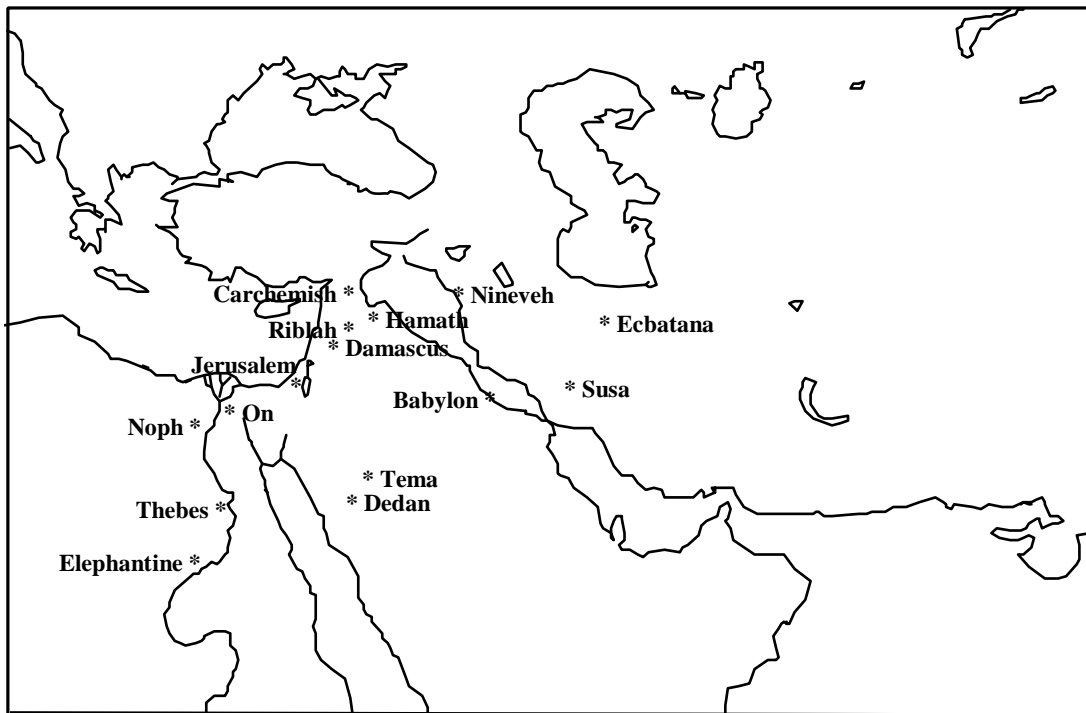 Carchemish *
* Nineveh
* Hamath
Riblah *
* Ecbatana
* Damascus
Jerusalem
*
* Susa
Babylon *
* On
Noph *
* Tema
* Dedan
Thebes *
Elephantine *